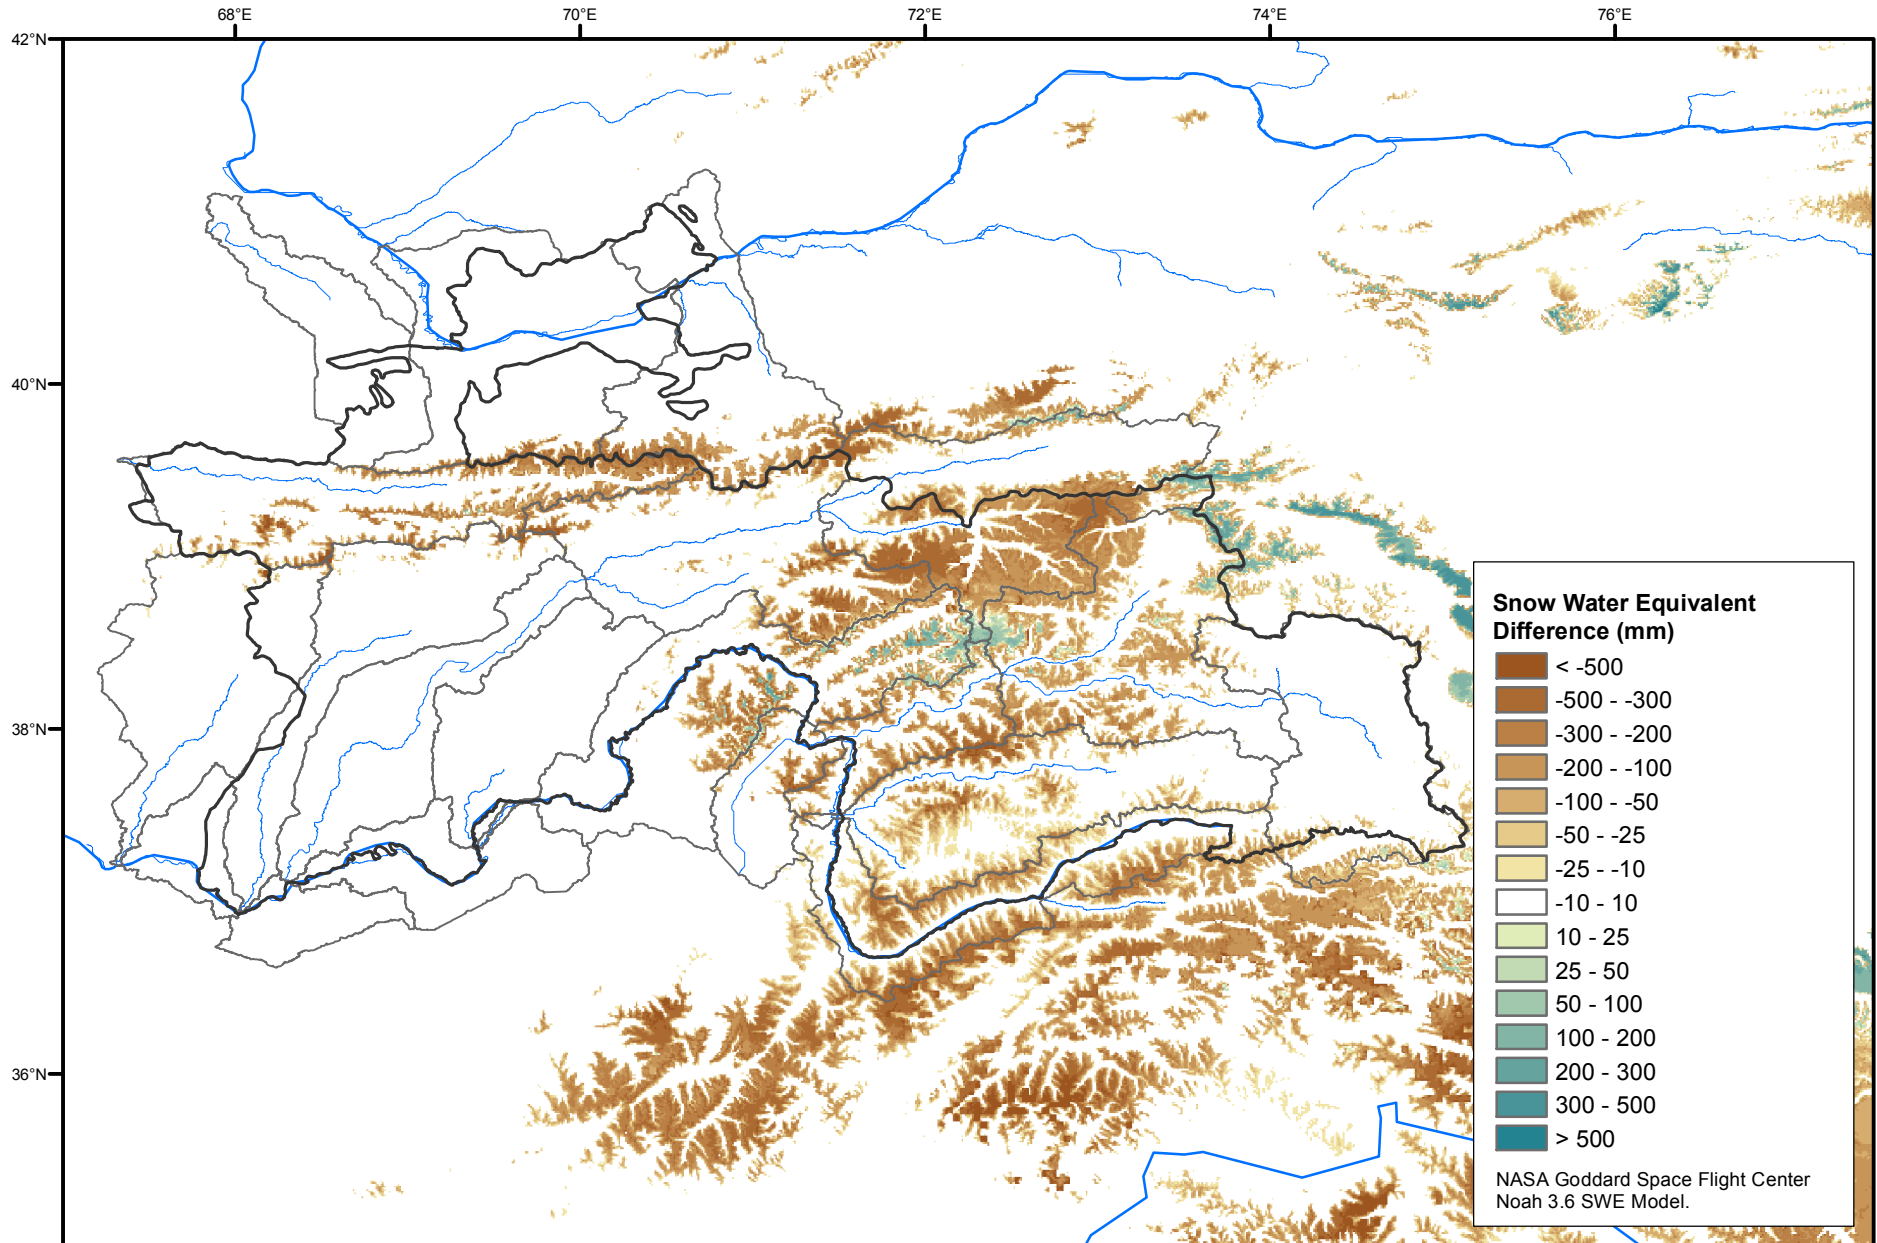 68°E
70°E
72°E
74°E
76°E
42°N
40°N
38°N
36°N
Snow Water Equivalent
Difference (mm)
< -500
-500 - -300
-300 - -200
-200 - -100
-100 - -50
-50 - -25
-25 - -10
-10 - 10
10 - 25
25 - 50
50 - 100
100 - 200
200 - 300
300 - 500
> 500
NASA Goddard Space Flight Center
Noah 3.6 SWE Model.